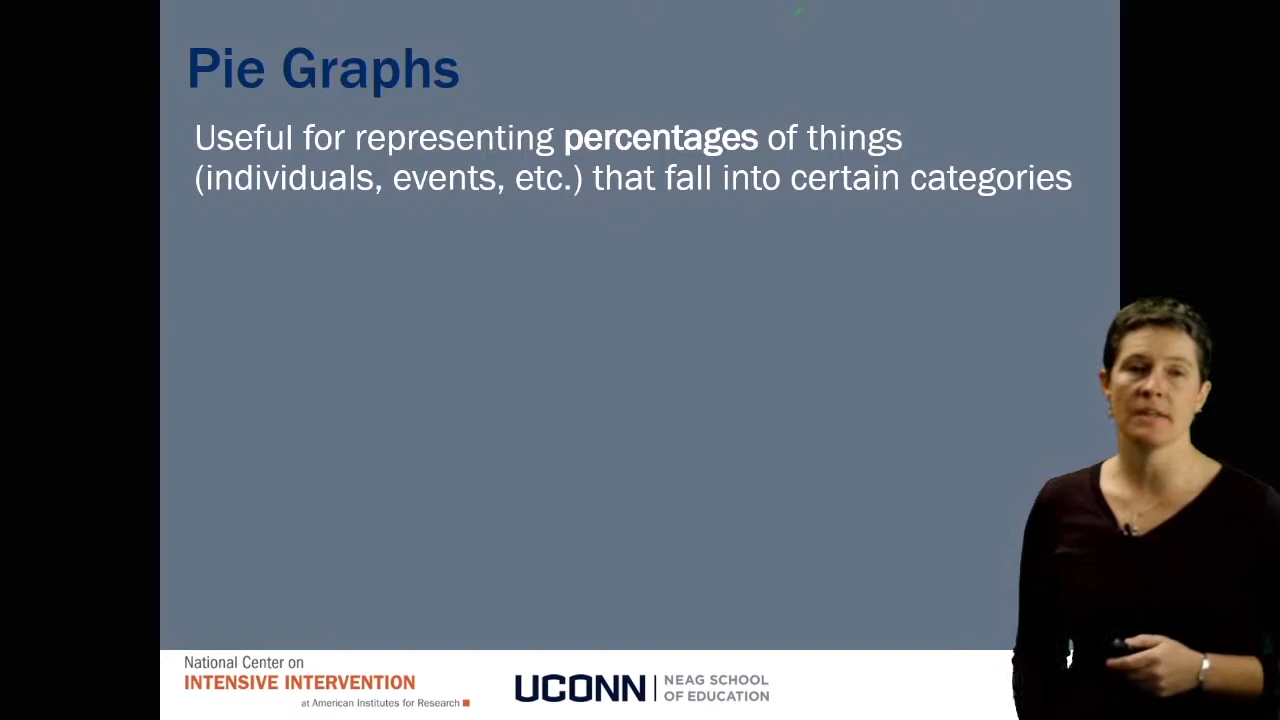 Pie Graphs
Useful for representing percentages of things
(individuals, events, etc.) that fall into certain categories
National Center on
INTENSIVE INTERVENTION
at American Institutes for Research
UCONN
NEAG SCHOOL
OF EDUCATION